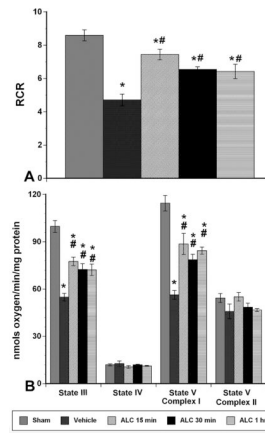 10
8
6
4
2
0
RCR
*
*#
*#
*#
A
120
90
60
30
0
nmols oxygen/min/mg protein
*
*
#
*
#
*
#
*
*
#
*
#
*
#
State III
State IV
State V
Complex I
State V
Complex II
B
Sham
Vehicle
ALC 15 min
ALC 30 min
ALC 1 hr